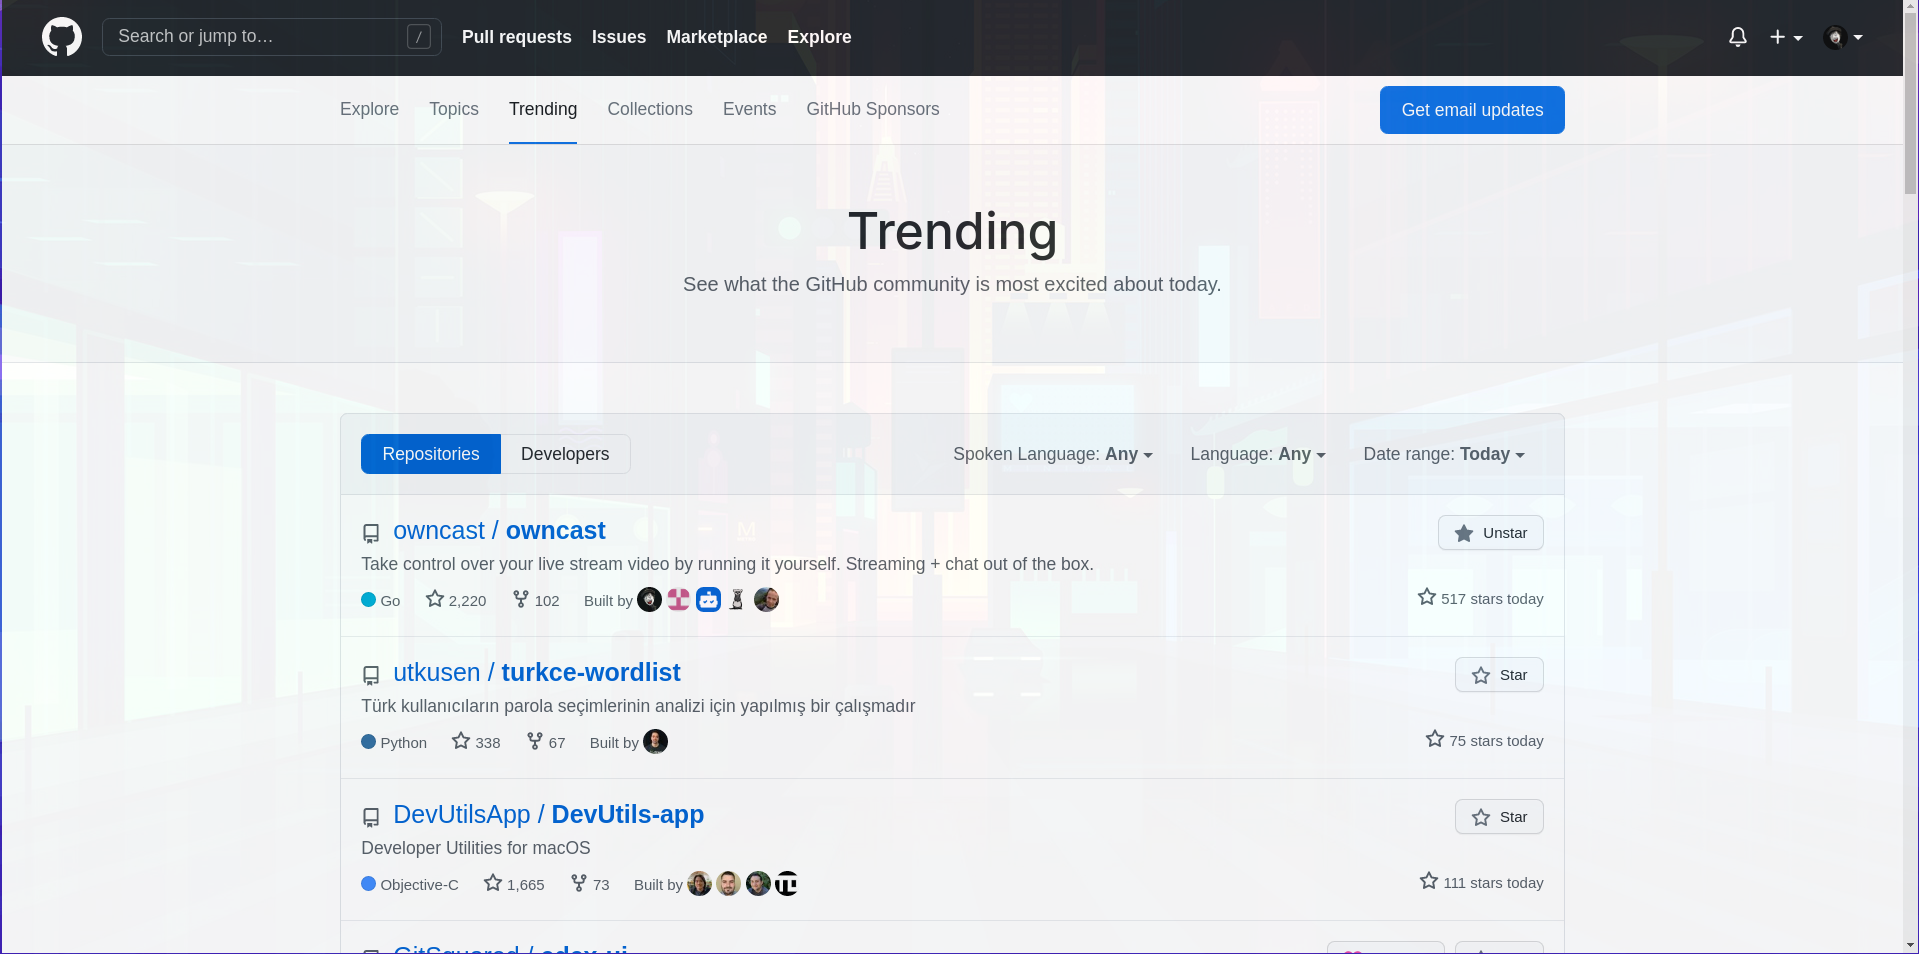 Search or jump to… /
Pull requests Issues Marketplace Explore
Explore Topics Trending Collections Events GitHub Sponsors
Get email updates
Trending
See what the GitHub community is most excited about today.
Repositories Developers
Spoken Language: Any Language: Any Date range: Today
owncast / owncast
Unstar
Take control over your live stream video by running it yourself. Streaming + chat out of the box.
Go 2,220 102 Built by
517 stars today
utkusen / turkce-wordlist
Star
Türk kullanıcıların parola seçimlerinin analizi için yapılmış bir çalışmadır
Python 338 67 Built by
75 stars today
DevUtilsApp / DevUtils-app
Star
Developer Utilities for macOS
Objective-C 1,665 73 Built by
111 stars today
GitSquared / edex-ui